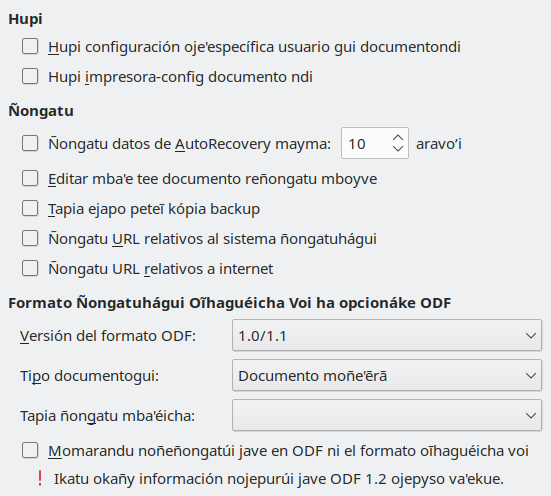 Hupi
Hupi configuración oje'específica usuario gui documentondi
Hupi impresora-config documento ndi
Ñongatu
Ñongatu datos de AutoRecovery mayma: 10 aravo’i
Editar mba'e tee documento reñongatu mboyve
Tapia ejapo peteĩ kópia backup
Ñongatu URL relativos al sistema ñongatuhágui
Ñongatu URL relativos a internet
Formato Ñongatuhágui Oĩhaguéicha Voi ha opcionáke ODF
Versión del formato ODF: 1.0/1.1
Tipo documentogui: Documento moñe'ẽrã
Tapia ñongatu mba'éicha:
Momarandu noñeñongatúi jave en ODF ni el formato oĩhaguéicha voi
! Ikatu okañy información nojepurúi jave ODF 1.2 ojepyso va'ekue.